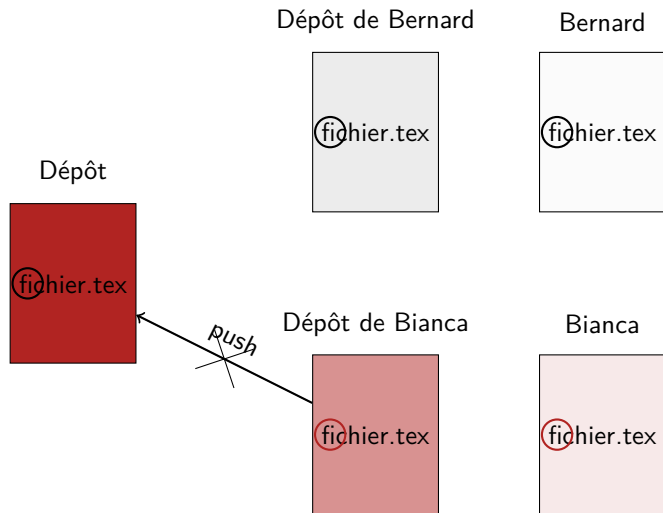 Dépôt de Bernard
Bernard
fichier.tex
fichier.tex
Dépôt
fichier.tex
push
Dépôt de Bianca
Bianca
fichier.tex
fichier.tex